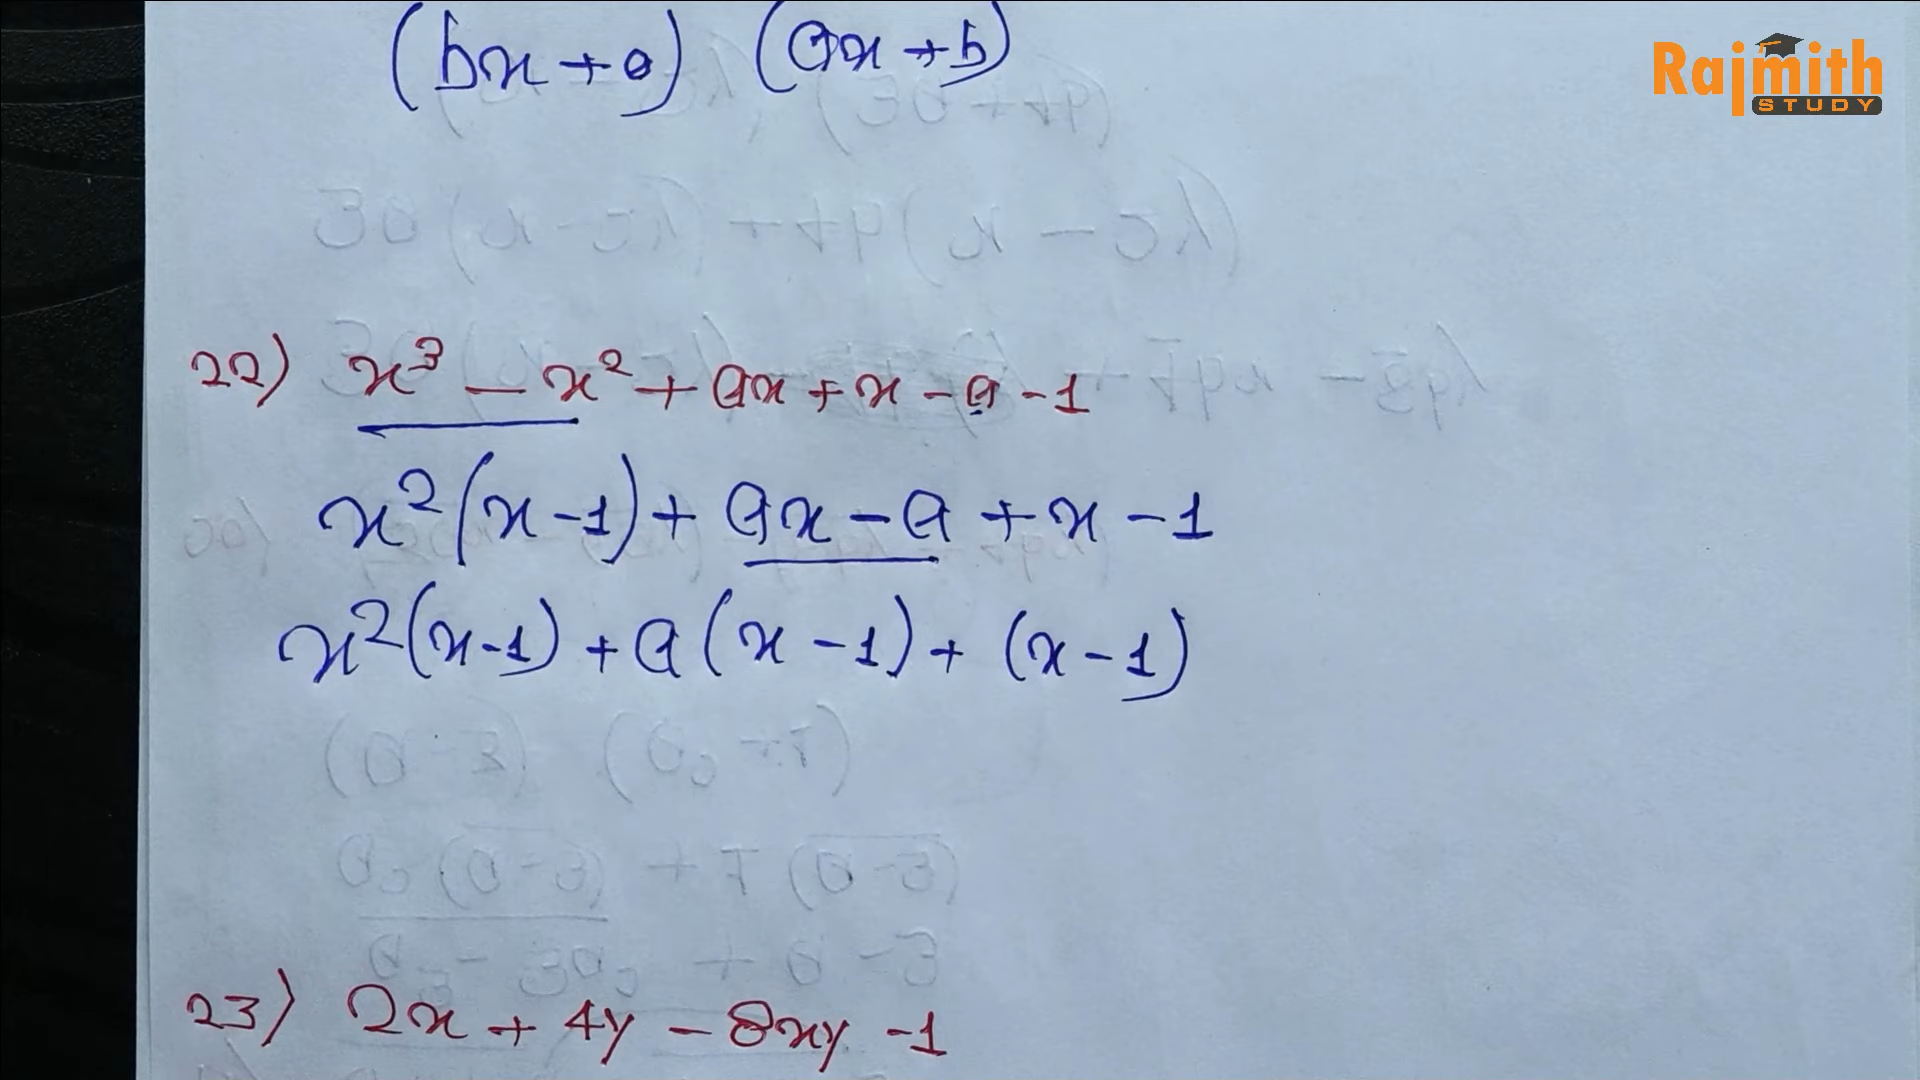 (bx + a) (ax + b)
Rajmith
STUDY
22) x³ - x² + ax + x - a - 1
x²(x-1) + ax - a + x - 1
x²(x-1) + a(x-1) + (x-1)
23) 2x + 4y - 8xy - 1